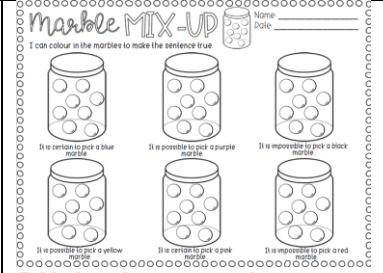 Marble MIX-UP
Name:
Date:
I can colour in the marbles to make the sentence true.
It is certain to pick a blue
marble.
It is possible to pick a purple
marble.
It is impossible to pick a black
marble.
It is possible to pick a yellow
marble.
It is certain to pick a pink
marble.
It is impossible to pick a red
marble.